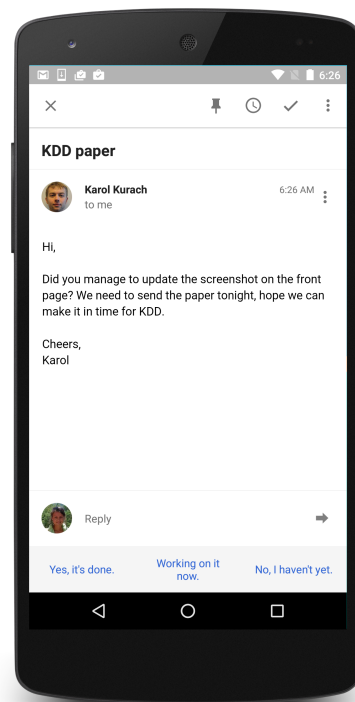 6:26
KDD paper
Karol Kurach
6:26 AM
to me
Hi,
Did you manage to update the screenshot on the front
page? We need to send the paper tonight, hope we can
make it in time for KDD.
Cheers,
Karol
Reply
Yes, it's done.
Working on it
now.
No, I haven't yet.